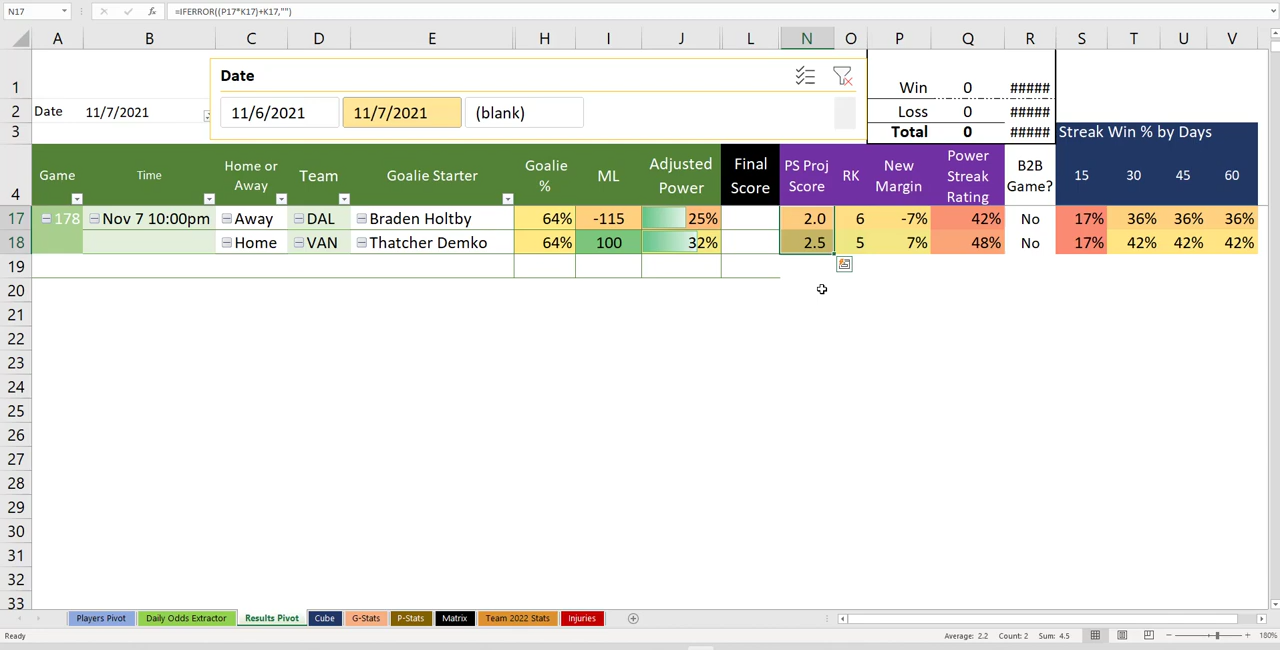 N17 =IFERROR((P17*K17)+K17,"")
A B C D E H I J L N O P Q R S T U V
Date
1 Win 0 #####
2 Date 11/7/2021 11/6/2021 11/7/2021 (blank) Loss 0 #####
3 Total 0 ##### Streak Win % by Days
4 Game Time Home or Away Team Goalie Starter Goalie % ML Adjusted Power Final Score PS Proj Score RK New Margin Power Streak Rating B2B Game? 15 30 45 60
17 178 Nov 7 10:00pm Away DAL Braden Holtby 64% -115 25% 2.0 6 -7% 42% No 17% 36% 36% 36%
18 Home VAN Thatcher Demko 64% 100 32% 2.5 5 7% 48% No 17% 42% 42% 42%
19
20
21
22
23
24
25
26
27
28
29
30
31
32
33
Players Pivot Daily Odds Extractor Results Pivot Cube G-Stats P-Stats Matrix Team 2022 Stats Injuries
Ready Average: 2.2 Count: 2 Sum: 4.5 180%